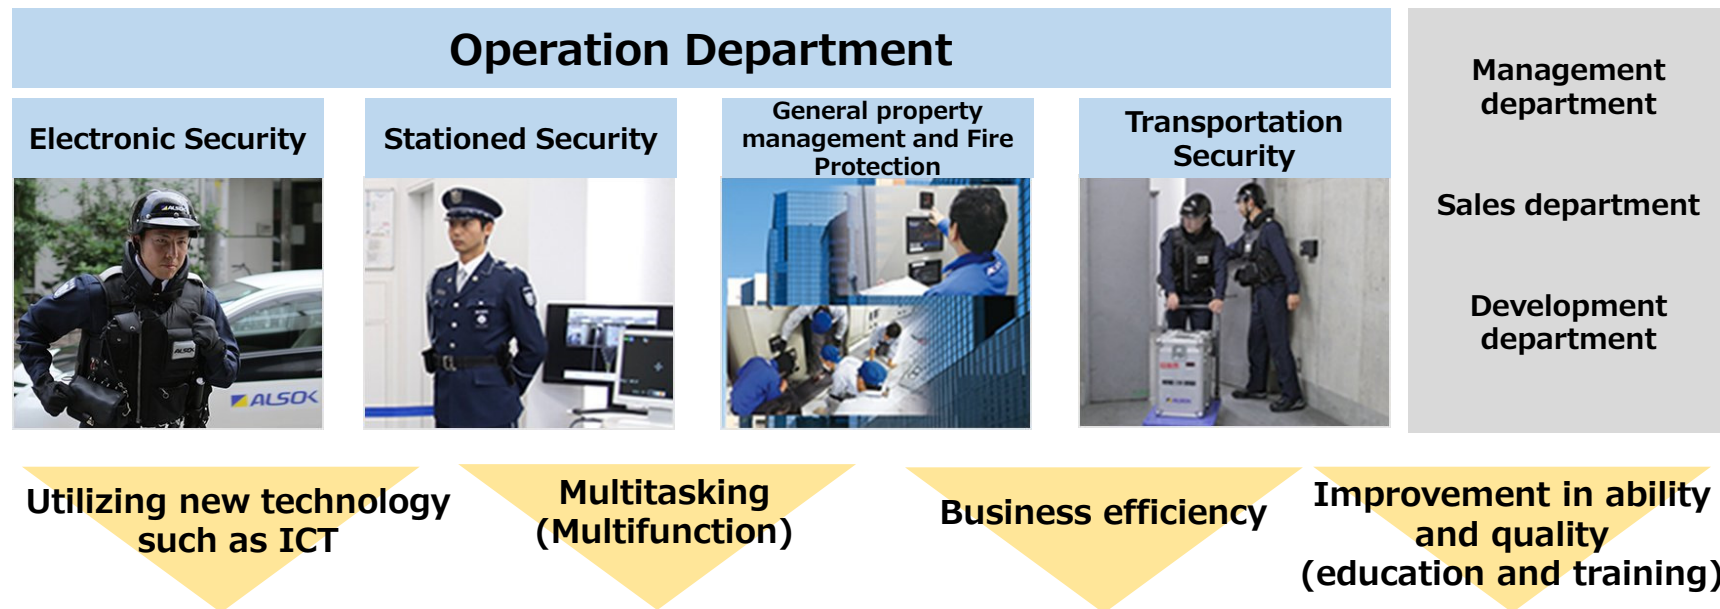 Operation Department
Management
department
Sales department
Development
department
Electronic Security
Stationed Security
General property
management and Fire
Protection
Transportation
Security
ALSOK
ALSOK
Utilizing new technology
such as ICT
Multitasking
(Multifunction)
Business efficiency
Improvement in ability
and quality
(education and training)